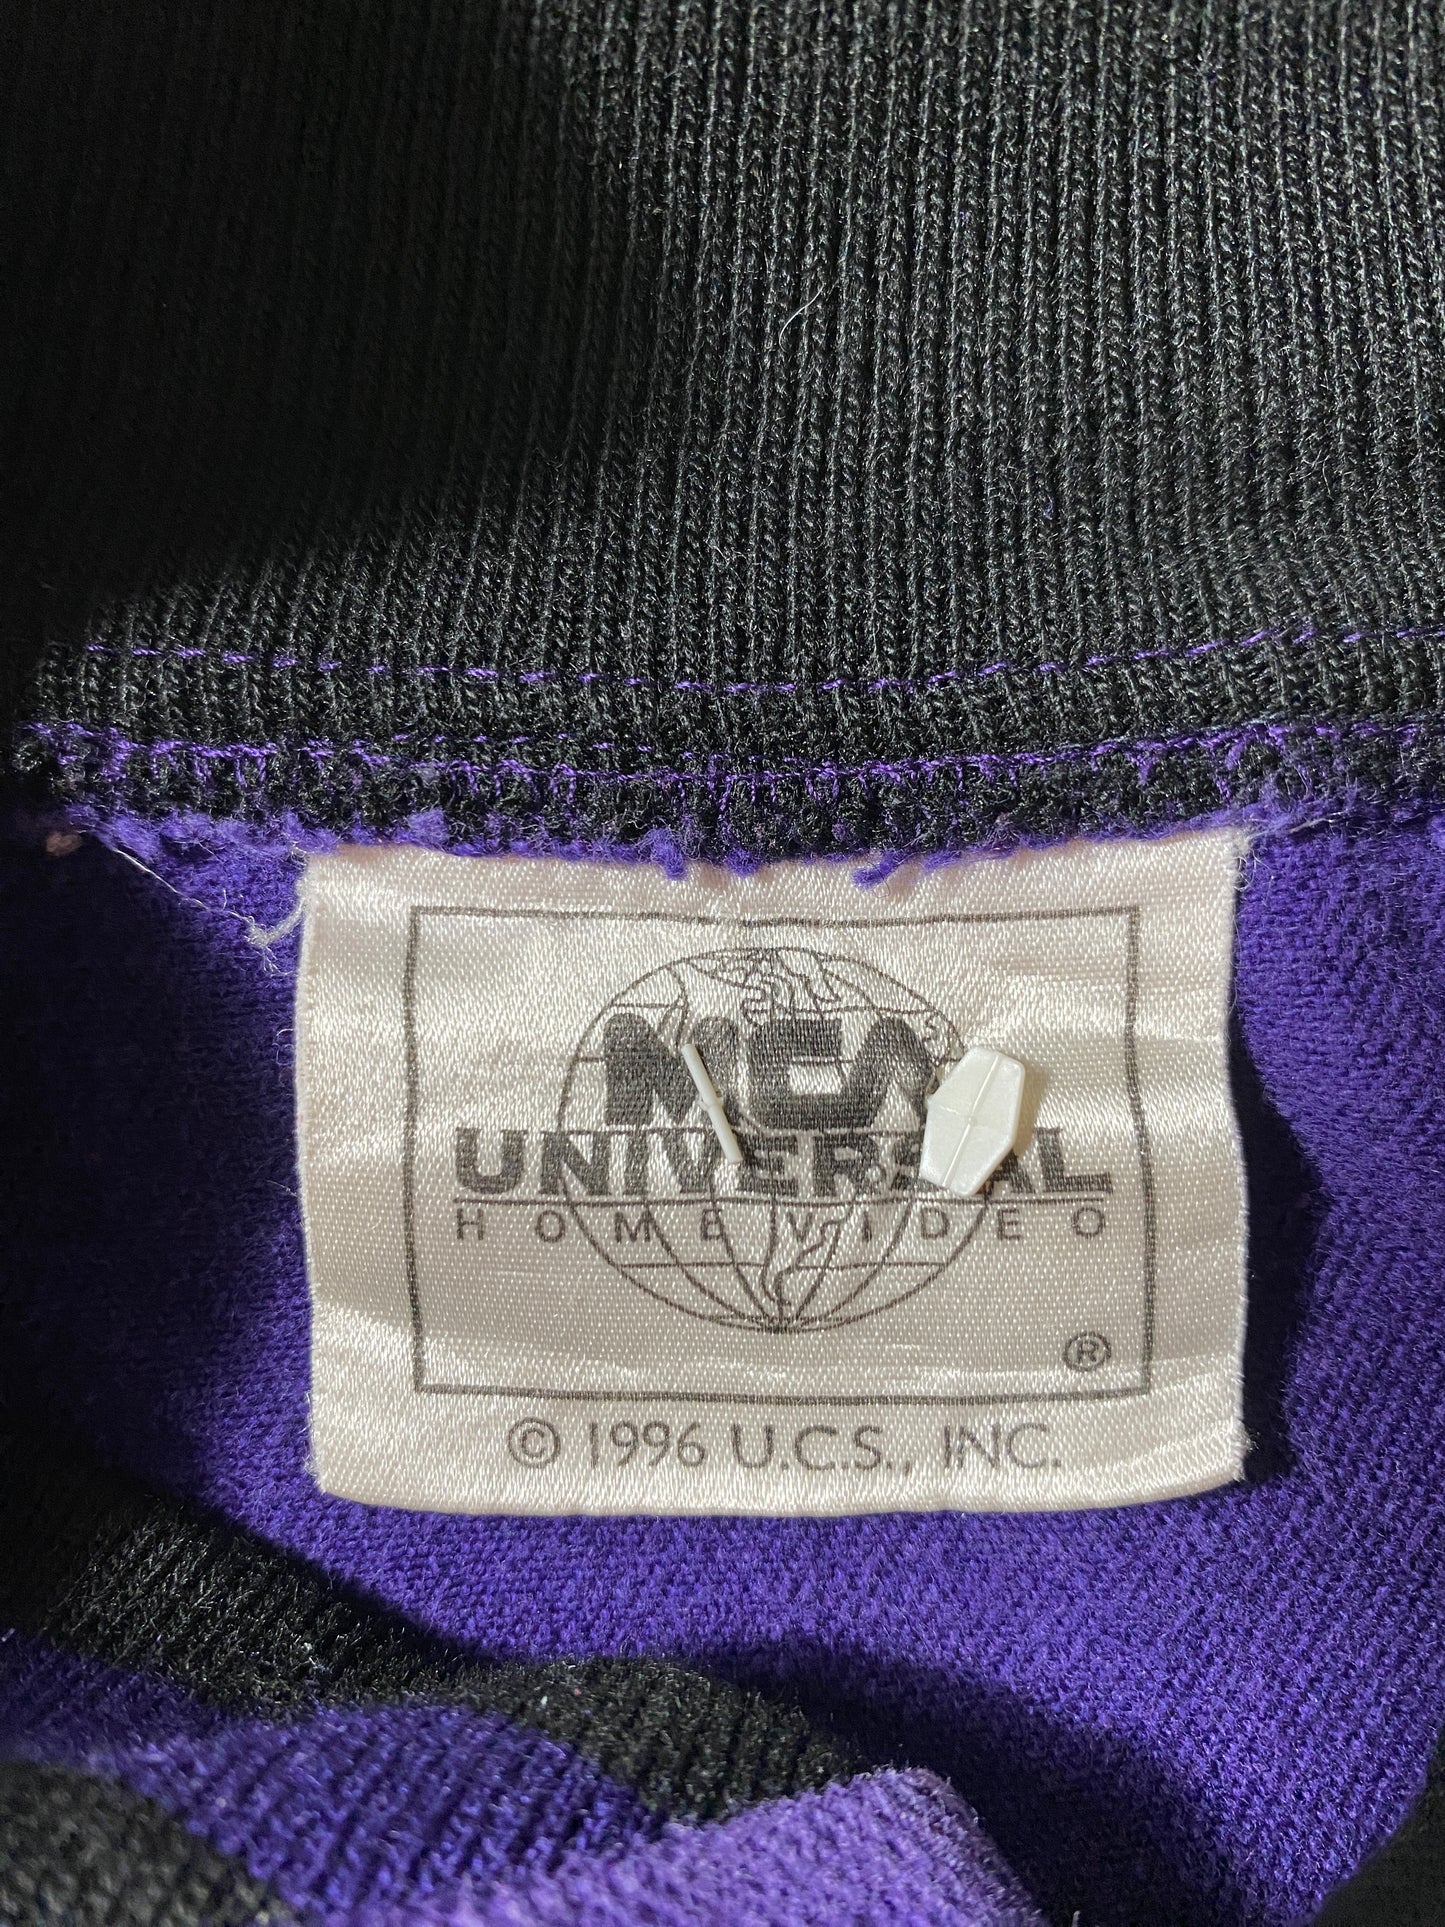 MCA
UNIVERSAL
HOME VIDEO
®
© 1996 U.C.S., INC.